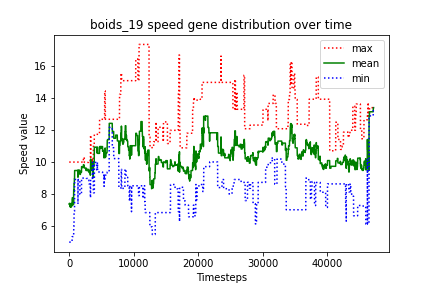 boids_19 speed gene distribution over time
max
mean
min
Speed value
16
14
12
10
8
6
0
10000
20000
30000
40000
Timesteps